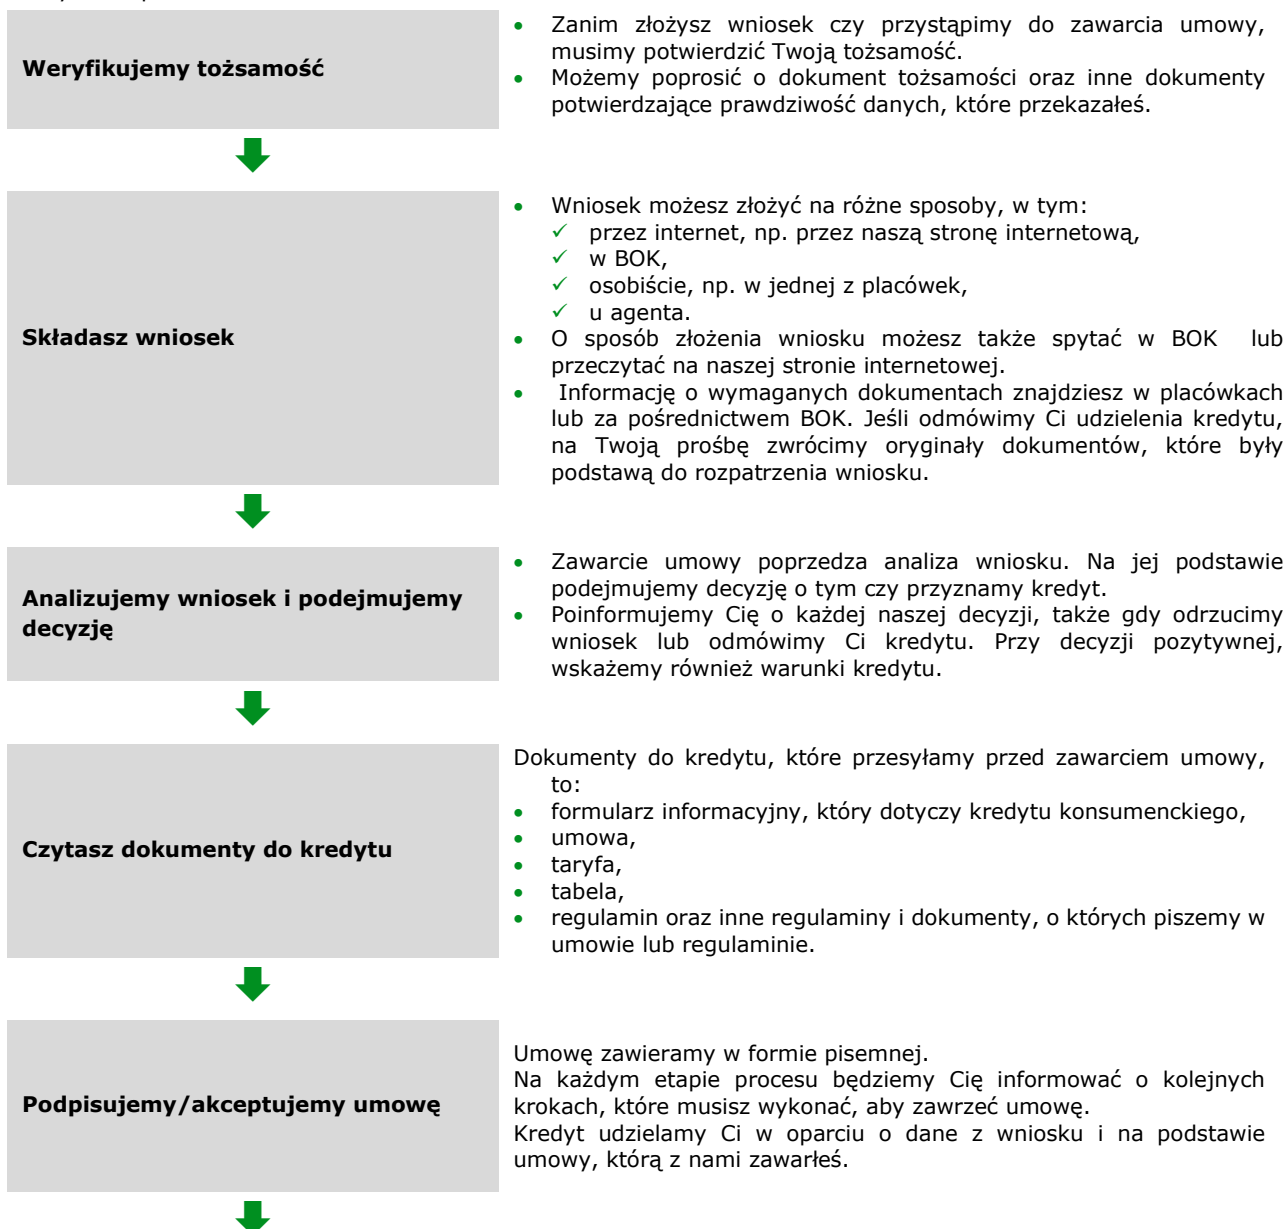 Weryfikujemy tożsamość
• Zanim złożysz wniosek czy przystąpimy do zawarcia umowy,
musimy potwierdzić Twoją tożsamość.
• Możemy poprosić o dokument tożsamości oraz inne dokumenty
potwierdzające prawdziwość danych, które przekazałeś.
Składasz wniosek
• Wniosek możesz złożyć na różne sposoby, w tym:
✓ przez internet, np. przez naszą stronę internetową,
✓ w BOK,
✓ osobiście, np. w jednej z placówek,
✓ u agenta.
• O sposób złożenia wniosku możesz także spytać w BOK lub
przeczytać na naszej stronie internetowej.
• Informację o wymaganych dokumentach znajdziesz w placówkach
lub za pośrednictwem BOK. Jeśli odmówimy Ci udzielenia kredytu,
na Twoją prośbę zwrócimy oryginały dokumentów, które były
podstawą do rozpatrzenia wniosku.
Analizujemy wniosek i podejmujemy
decyzję
• Zawarcie umowy poprzedza analiza wniosku. Na jej podstawie
podejmujemy decyzję o tym czy przyznamy kredyt.
• Poinformujemy Cię o każdej naszej decyzji, także gdy odrzucimy
wniosek lub odmówimy Ci kredytu. Przy decyzji pozytywnej,
wskażemy również warunki kredytu.
Czytasz dokumenty do kredytu
Dokumenty do kredytu, które przesyłamy przed zawarciem umowy,
to:
• formularz informacyjny, który dotyczy kredytu konsumenckiego,
• umowa,
• taryfa,
• tabela,
• regulamin oraz inne regulaminy i dokumenty, o których piszemy w
umowie lub regulaminie.
Podpisujemy/akceptujemy umowę
Umowę zawieramy w formie pisemnej.
Na każdym etapie procesu będziemy Cię informować o kolejnych
krokach, które musisz wykonać, aby zawrzeć umowę.
Kredyt udzielamy Ci w oparciu o dane z wniosku i na podstawie
umowy, którą z nami zawarłeś.